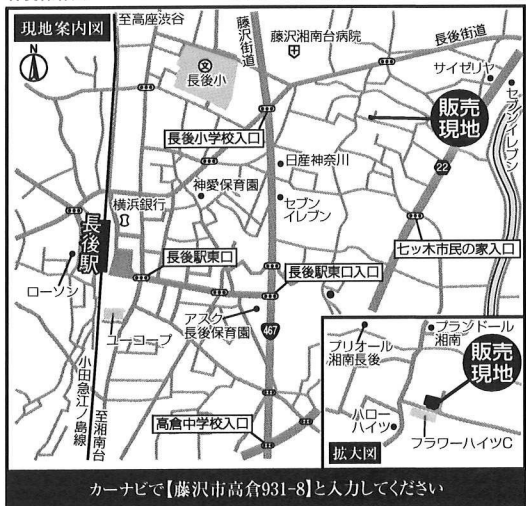 現地案内図
N
至高座渋谷
藤沢街道
藤沢湘南台病院
長後街道
長後小
サイゼリヤ
セブンイレブン
販売
現地
長後小学校入口
日産神奈川
22
神愛保育園
セブン
イレブン
横浜銀行
長後駅
七ッ木市民の家入口
長後駅東口
長後駅東口入口
ローソン
アスク
長後保育園
ユーコープ
467
小田急江ノ島線
至湘南台
高倉中学校入口
ブランドール
湘南
プリオール
湘南長後
販売
現地
ハロー
ハイツ
フラワーハイツC
拡大図
カーナビで【藤沢市高倉931-8】と入力してください